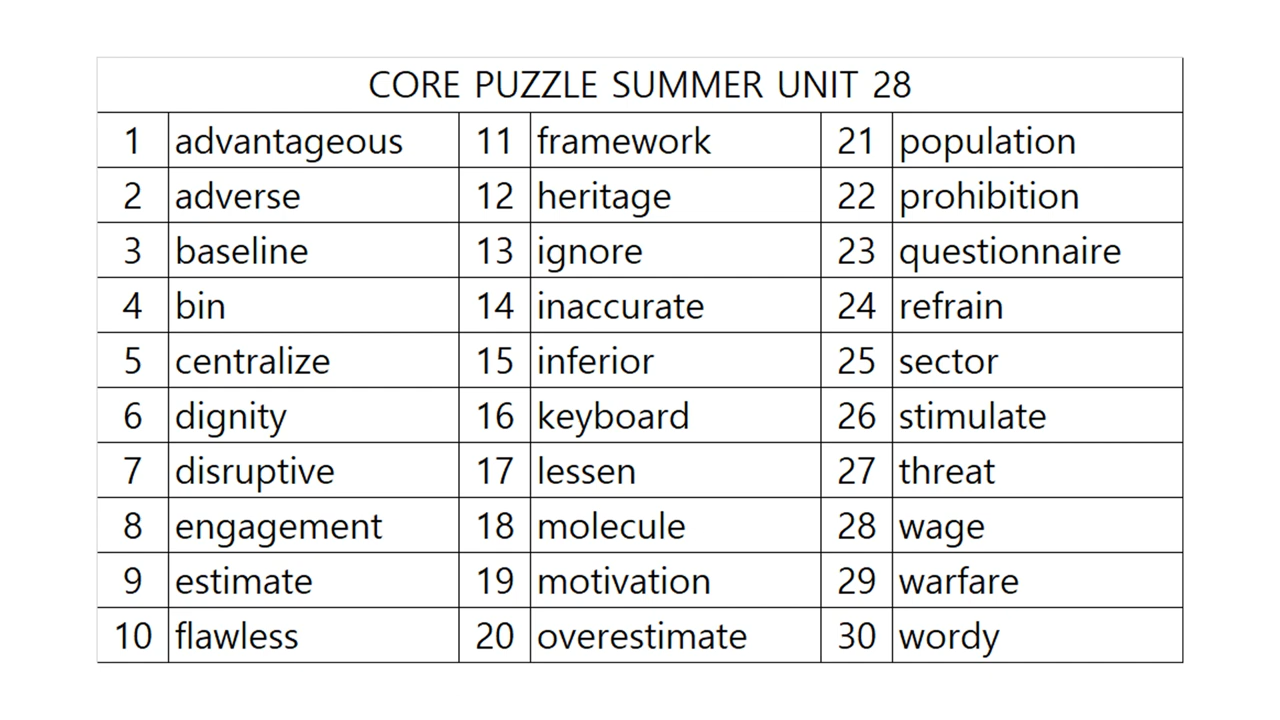 CORE PUZZLE SUMMER UNIT 28
1 advantageous 11 framework 21 population
2 adverse 12 heritage 22 prohibition
3 baseline 13 ignore 23 questionnaire
4 bin 14 inaccurate 24 refrain
5 centralize 15 inferior 25 sector
6 dignity 16 keyboard 26 stimulate
7 disruptive 17 lessen 27 threat
8 engagement 18 molecule 28 wage
9 estimate 19 motivation 29 warfare
10 flawless 20 overestimate 30 wordy